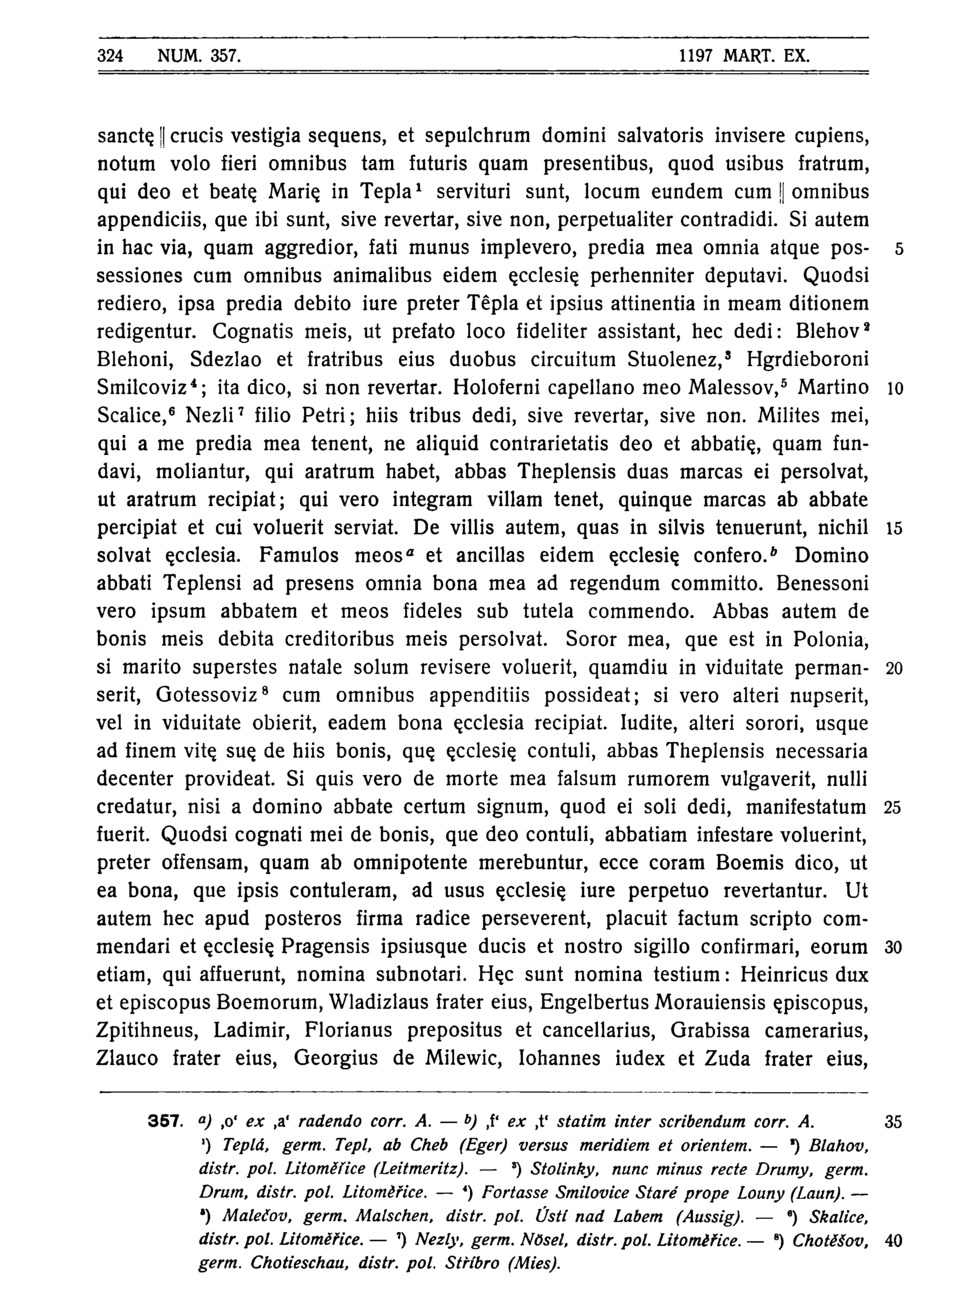 324 NUM. 357. 1197 MART. EX.
sanctę || crucis vestigia sequens, et sepulchrum domini salvatoris invisere cupiens,
notum volo fieri omnibus tam futuris quam presentibus, quod usibus fratrum,
qui deo et beatę Marię in Tepla¹ servituri sunt, locum eundem cum || omnibus
appendiciis, que ibi sunt, sive revertar, sive non, perpetualiter contradidi. Si autem
in hac via, quam aggredior, fati munus implevero, predia mea omnia atque pos- 5
sessiones cum omnibus animalibus eidem ęcclesię perhenniter deputavi. Quodsi
rediero, ipsa predia debito iure preter Têpla et ipsius attinentia in meam ditionem
redigentur. Cognatis meis, ut prefato loco fideliter assistant, hec dedi: Blehov²
Blehoni, Sdezlao et fratribus eius duobus circuitum Stuolenez,³ Hgrdieboroni
Smilcoviz⁴; ita dico, si non revertar. Holoferni capellano meo Malessov,⁵ Martino 10
Scalice,⁶ Nezli⁷ filio Petri; hiis tribus dedi, sive revertar, sive non. Milites mei,
qui a me predia mea tenent, ne aliquid contrarietatis deo et abbatię, quam fun-
davi, moliantur, qui aratrum habet, abbas Theplensis duas marcas ei persolvat,
ut aratrum recipiat; qui vero integram villam tenet, quinque marcas ab abbate
percipiat et cui voluerit serviat. De villis autem, quas in silvis tenuerunt, nichil 15
solvat ęcclesia. Famulos meosᵃ et ancillas eidem ęcclesię confero.ᵇ Domino
abbati Teplensi ad presens omnia bona mea ad regendum committo. Benessoni
vero ipsum abbatem et meos fideles sub tutela commendo. Abbas autem de
bonis meis debita creditoribus meis persolvat. Soror mea, que est in Polonia,
si marito superstes natale solum revisere voluerit, quamdiu in viduitate perman- 20
serit, Gotessoviz⁸ cum omnibus appenditiis possideat; si vero alteri nupserit,
vel in viduitate obierit, eadem bona ęcclesia recipiat. Iudite, alteri sorori, usque
ad finem vitę suę de hiis bonis, quę ęcclesię contuli, abbas Theplensis necessaria
decenter provideat. Si quis vero de morte mea falsum rumorem vulgaverit, nulli
credatur, nisi a domino abbate certum signum, quod ei soli dedi, manifestatum 25
fuerit. Quodsi cognati mei de bonis, que deo contuli, abbatiam infestare voluerint,
preter offensam, quam ab omnipotente merebuntur, ecce coram Boemis dico, ut
ea bona, que ipsis contuleram, ad usus ęcclesię iure perpetuo revertantur. Ut
autem hec apud posteros firma radice perseverent, placuit factum scripto com-
mendari et ęcclesię Pragensis ipsiusque ducis et nostro sigillo confirmari, eorum 30
etiam, qui affuerunt, nomina subnotari. Hęc sunt nomina testium: Heinricus dux
et episcopus Boemorum, Wladizlaus frater eius, Engelbertus Morauiensis ępiscopus,
Zpitihneus, Ladimir, Florianus prepositus et cancellarius, Grabissa camerarius,
Zlauco frater eius, Georgius de Milewic, Iohannes iudex et Zuda frater eius,
357. a) ‚o‘ ex ‚a‘ radendo corr. A. — b) ‚f‘ ex ‚t‘ statim inter scribendum corr. A. 35
¹) Teplá, germ. Tepl, ab Cheb (Eger) versus meridiem et orientem. — ²) Blahov,
distr. pol. Litoměřice (Leitmeritz). — ³) Stolinky, nunc minus recte Drumy, germ.
Drum, distr. pol. Litoměřice. — ⁴) Fortasse Smilovice Staré prope Louny (Laun). —
⁵) Malečov, germ. Malschen, distr. pol. Ústí nad Labem (Aussig). — ⁶) Skalice,
distr. pol. Litoměřice. — ⁷) Nezly, germ. Nösel, distr. pol. Litoměřice. — ⁸) Chotěšov, 40
germ. Chotieschau, distr. pol. Stříbro (Mies).